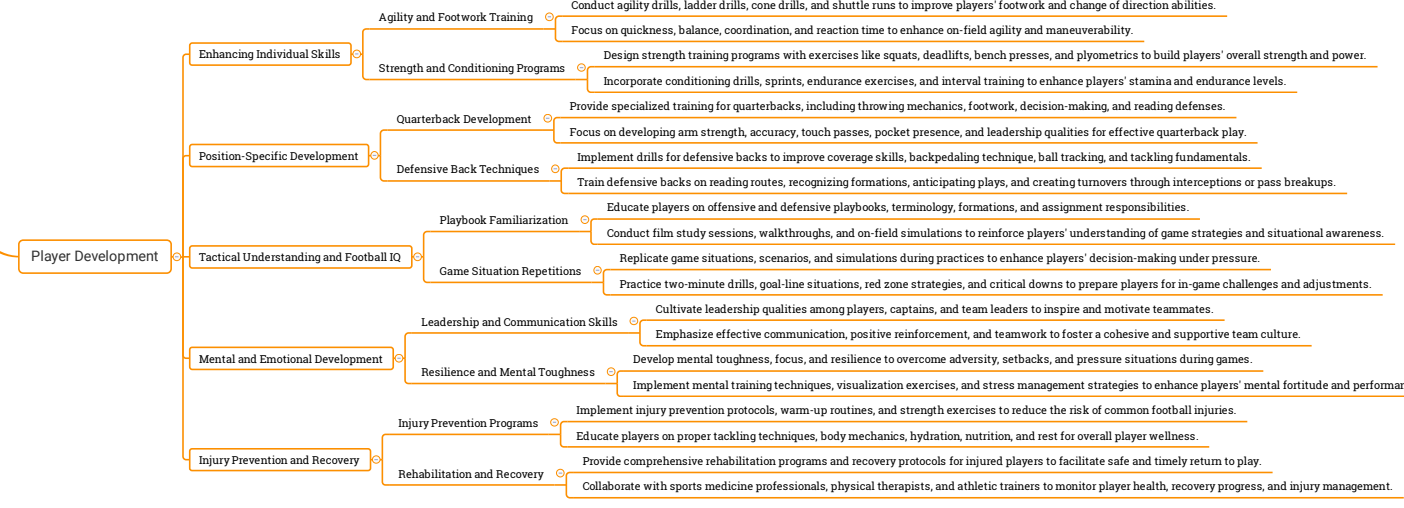 Player Development
Enhancing Individual Skills
Agility and Footwork Training
Conduct agility drills, ladder drills, cone drills, and shuttle runs to improve players' footwork and change of direction abilities.
Focus on quickness, balance, coordination, and reaction time to enhance on-field agility and maneuverability.
Strength and Conditioning Programs
Design strength training programs with exercises like squats, deadlifts, bench presses, and plyometrics to build players' overall strength and power.
Incorporate conditioning drills, sprints, endurance exercises, and interval training to enhance players' stamina and endurance levels.
Position-Specific Development
Quarterback Development
Provide specialized training for quarterbacks, including throwing mechanics, footwork, decision-making, and reading defenses.
Focus on developing arm strength, accuracy, touch passes, pocket presence, and leadership qualities for effective quarterback play.
Defensive Back Techniques
Implement drills for defensive backs to improve coverage skills, backpedaling technique, ball tracking, and tackling fundamentals.
Train defensive backs on reading routes, recognizing formations, anticipating plays, and creating turnovers through interceptions or pass breakups.
Tactical Understanding and Football IQ
Playbook Familiarization
Educate players on offensive and defensive playbooks, terminology, formations, and assignment responsibilities.
Conduct film study sessions, walkthroughs, and on-field simulations to reinforce players' understanding of game strategies and situational awareness.
Game Situation Repetitions
Replicate game situations, scenarios, and simulations during practices to enhance players' decision-making under pressure.
Practice two-minute drills, goal-line situations, red zone strategies, and critical downs to prepare players for in-game challenges and adjustments.
Mental and Emotional Development
Leadership and Communication Skills
Cultivate leadership qualities among players, captains, and team leaders to inspire and motivate teammates.
Emphasize effective communication, positive reinforcement, and teamwork to foster a cohesive and supportive team culture.
Resilience and Mental Toughness
Develop mental toughness, focus, and resilience to overcome adversity, setbacks, and pressure situations during games.
Implement mental training techniques, visualization exercises, and stress management strategies to enhance players' mental fortitude and performan
Injury Prevention and Recovery
Injury Prevention Programs
Implement injury prevention protocols, warm-up routines, and strength exercises to reduce the risk of common football injuries.
Educate players on proper tackling techniques, body mechanics, hydration, nutrition, and rest for overall player wellness.
Rehabilitation and Recovery
Provide comprehensive rehabilitation programs and recovery protocols for injured players to facilitate safe and timely return to play.
Collaborate with sports medicine professionals, physical therapists, and athletic trainers to monitor player health, recovery progress, and injury management.